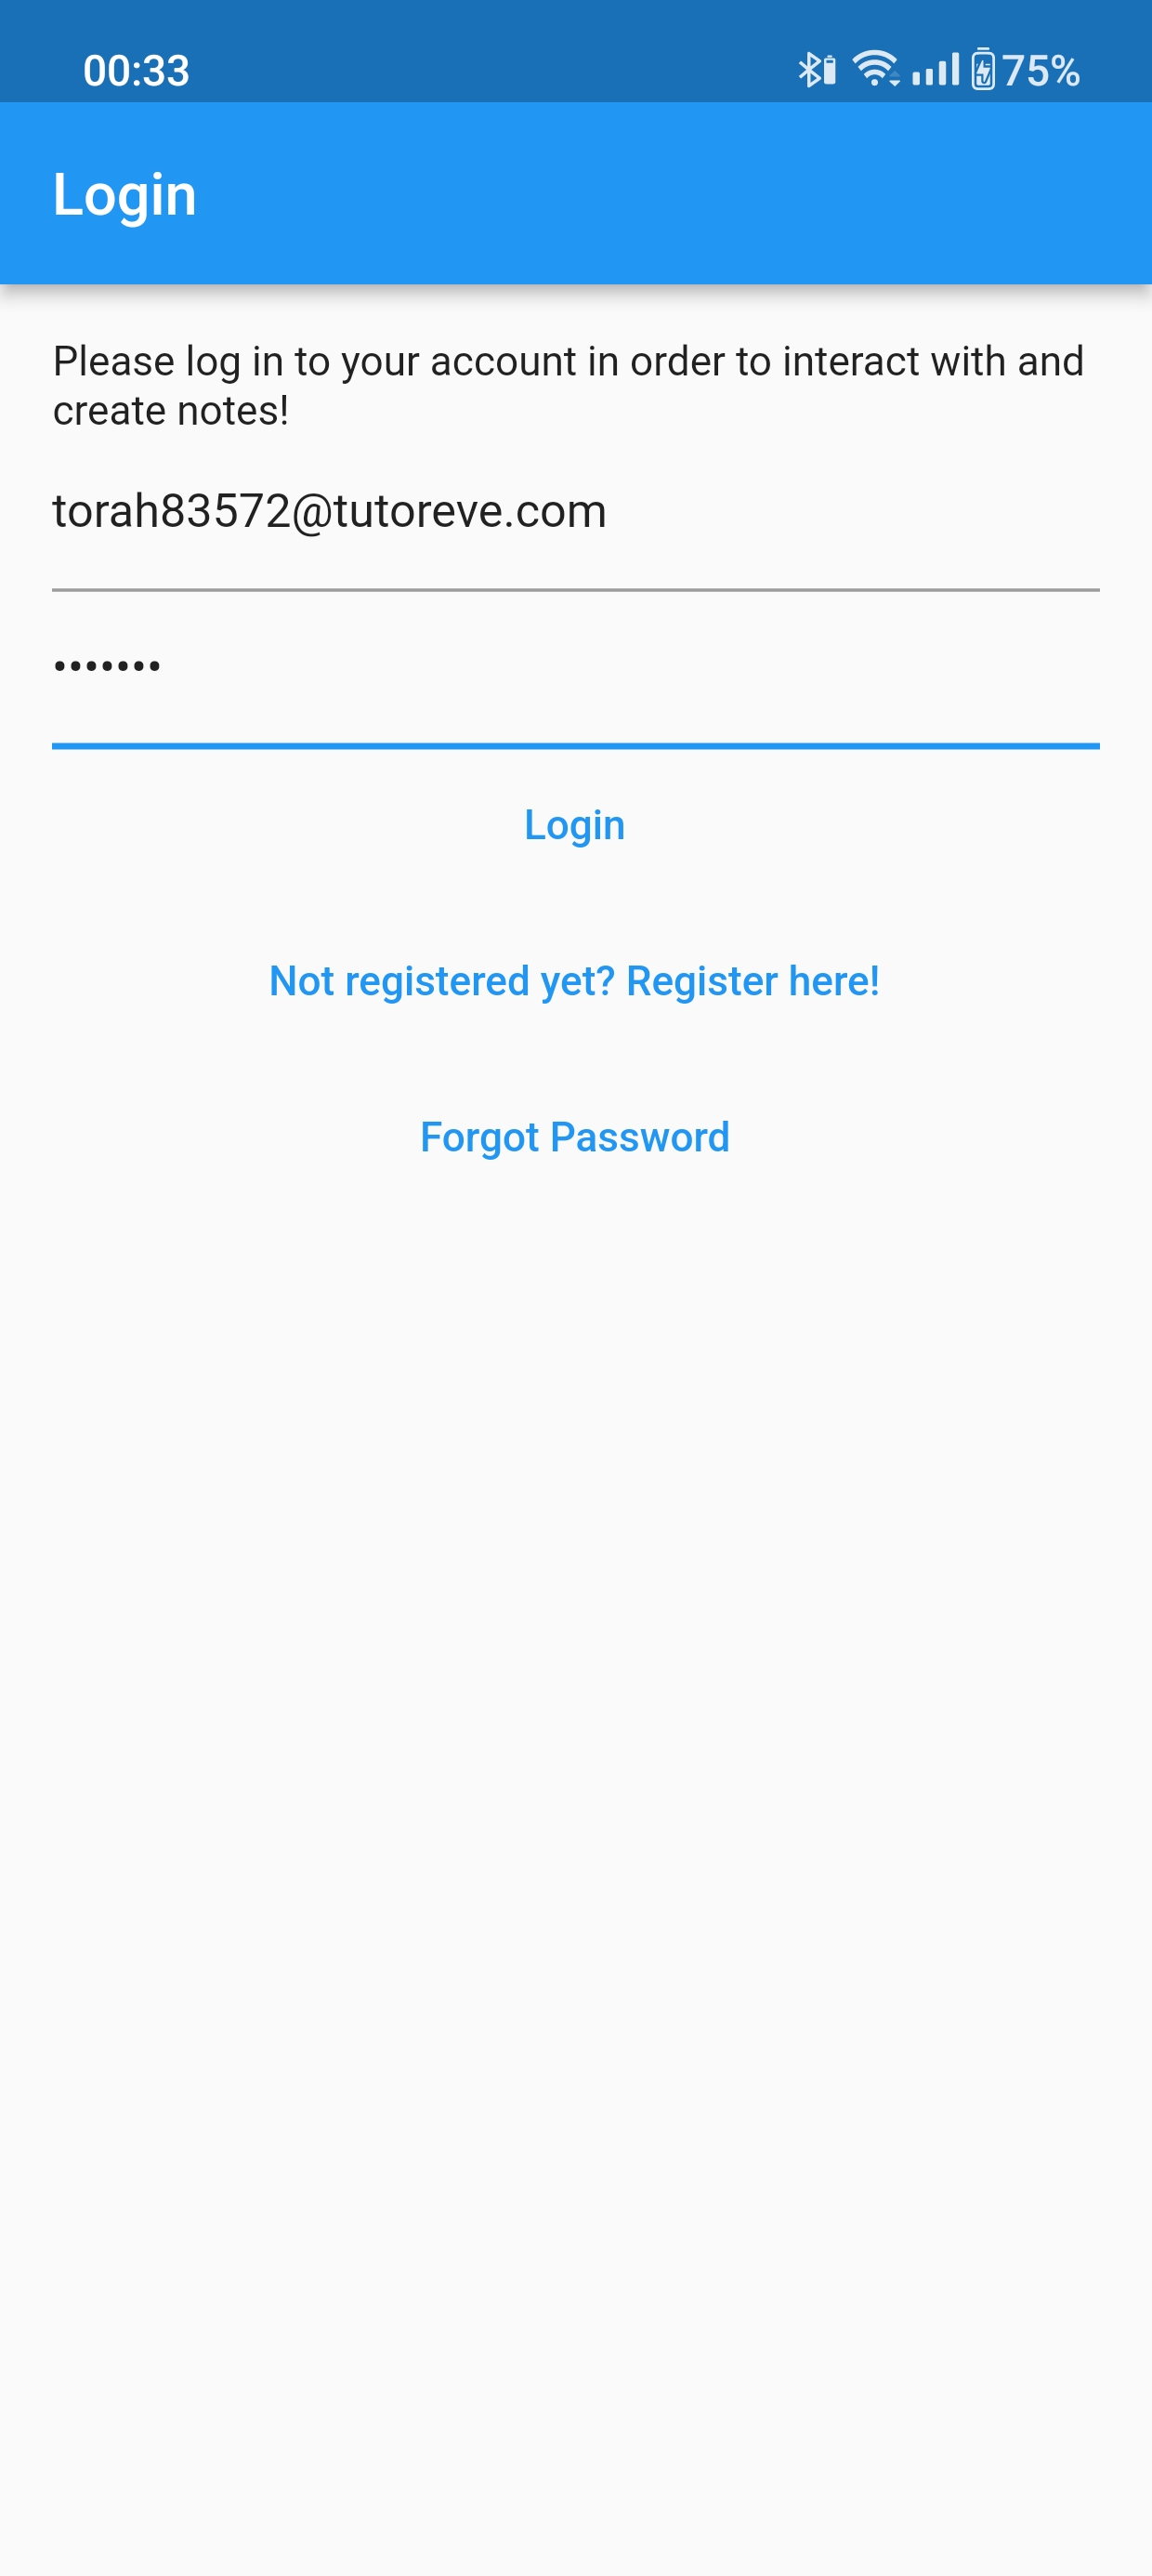 00:33
75%
Login
Please log in to your account in order to interact with and
create notes!
torah83572@tutoreve.com
•••••••
Login
Not registered yet? Register here!
Forgot Password